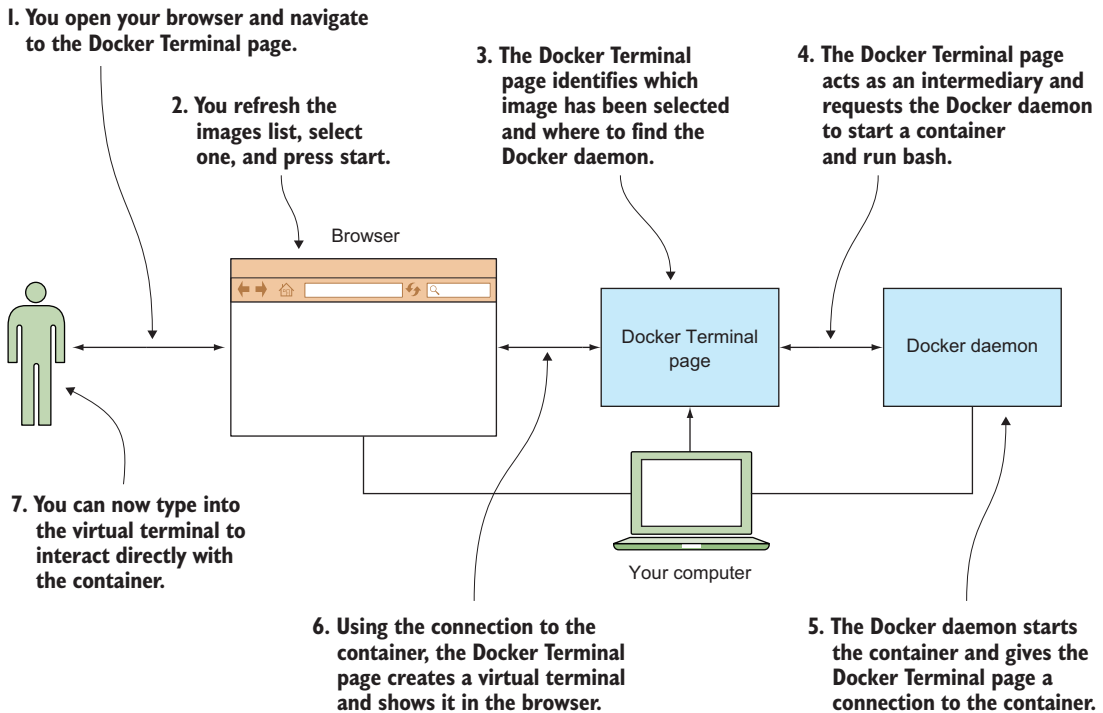 1. You open your browser and navigate
to the Docker Terminal page.
2. You refresh the
images list, select
one, and press start.
3. The Docker Terminal
page identifies which
image has been selected
and where to find the
Docker daemon.
4. The Docker Terminal page
acts as an intermediary and
requests the Docker daemon
to start a container
and run bash.
Browser
Docker Terminal
page
Docker daemon
7. You can now type into
the virtual terminal to
interact directly with
the container.
Your computer
6. Using the connection to the
container, the Docker Terminal
page creates a virtual terminal
and shows it in the browser.
5. The Docker daemon starts
the container and gives the
Docker Terminal page a
connection to the container.